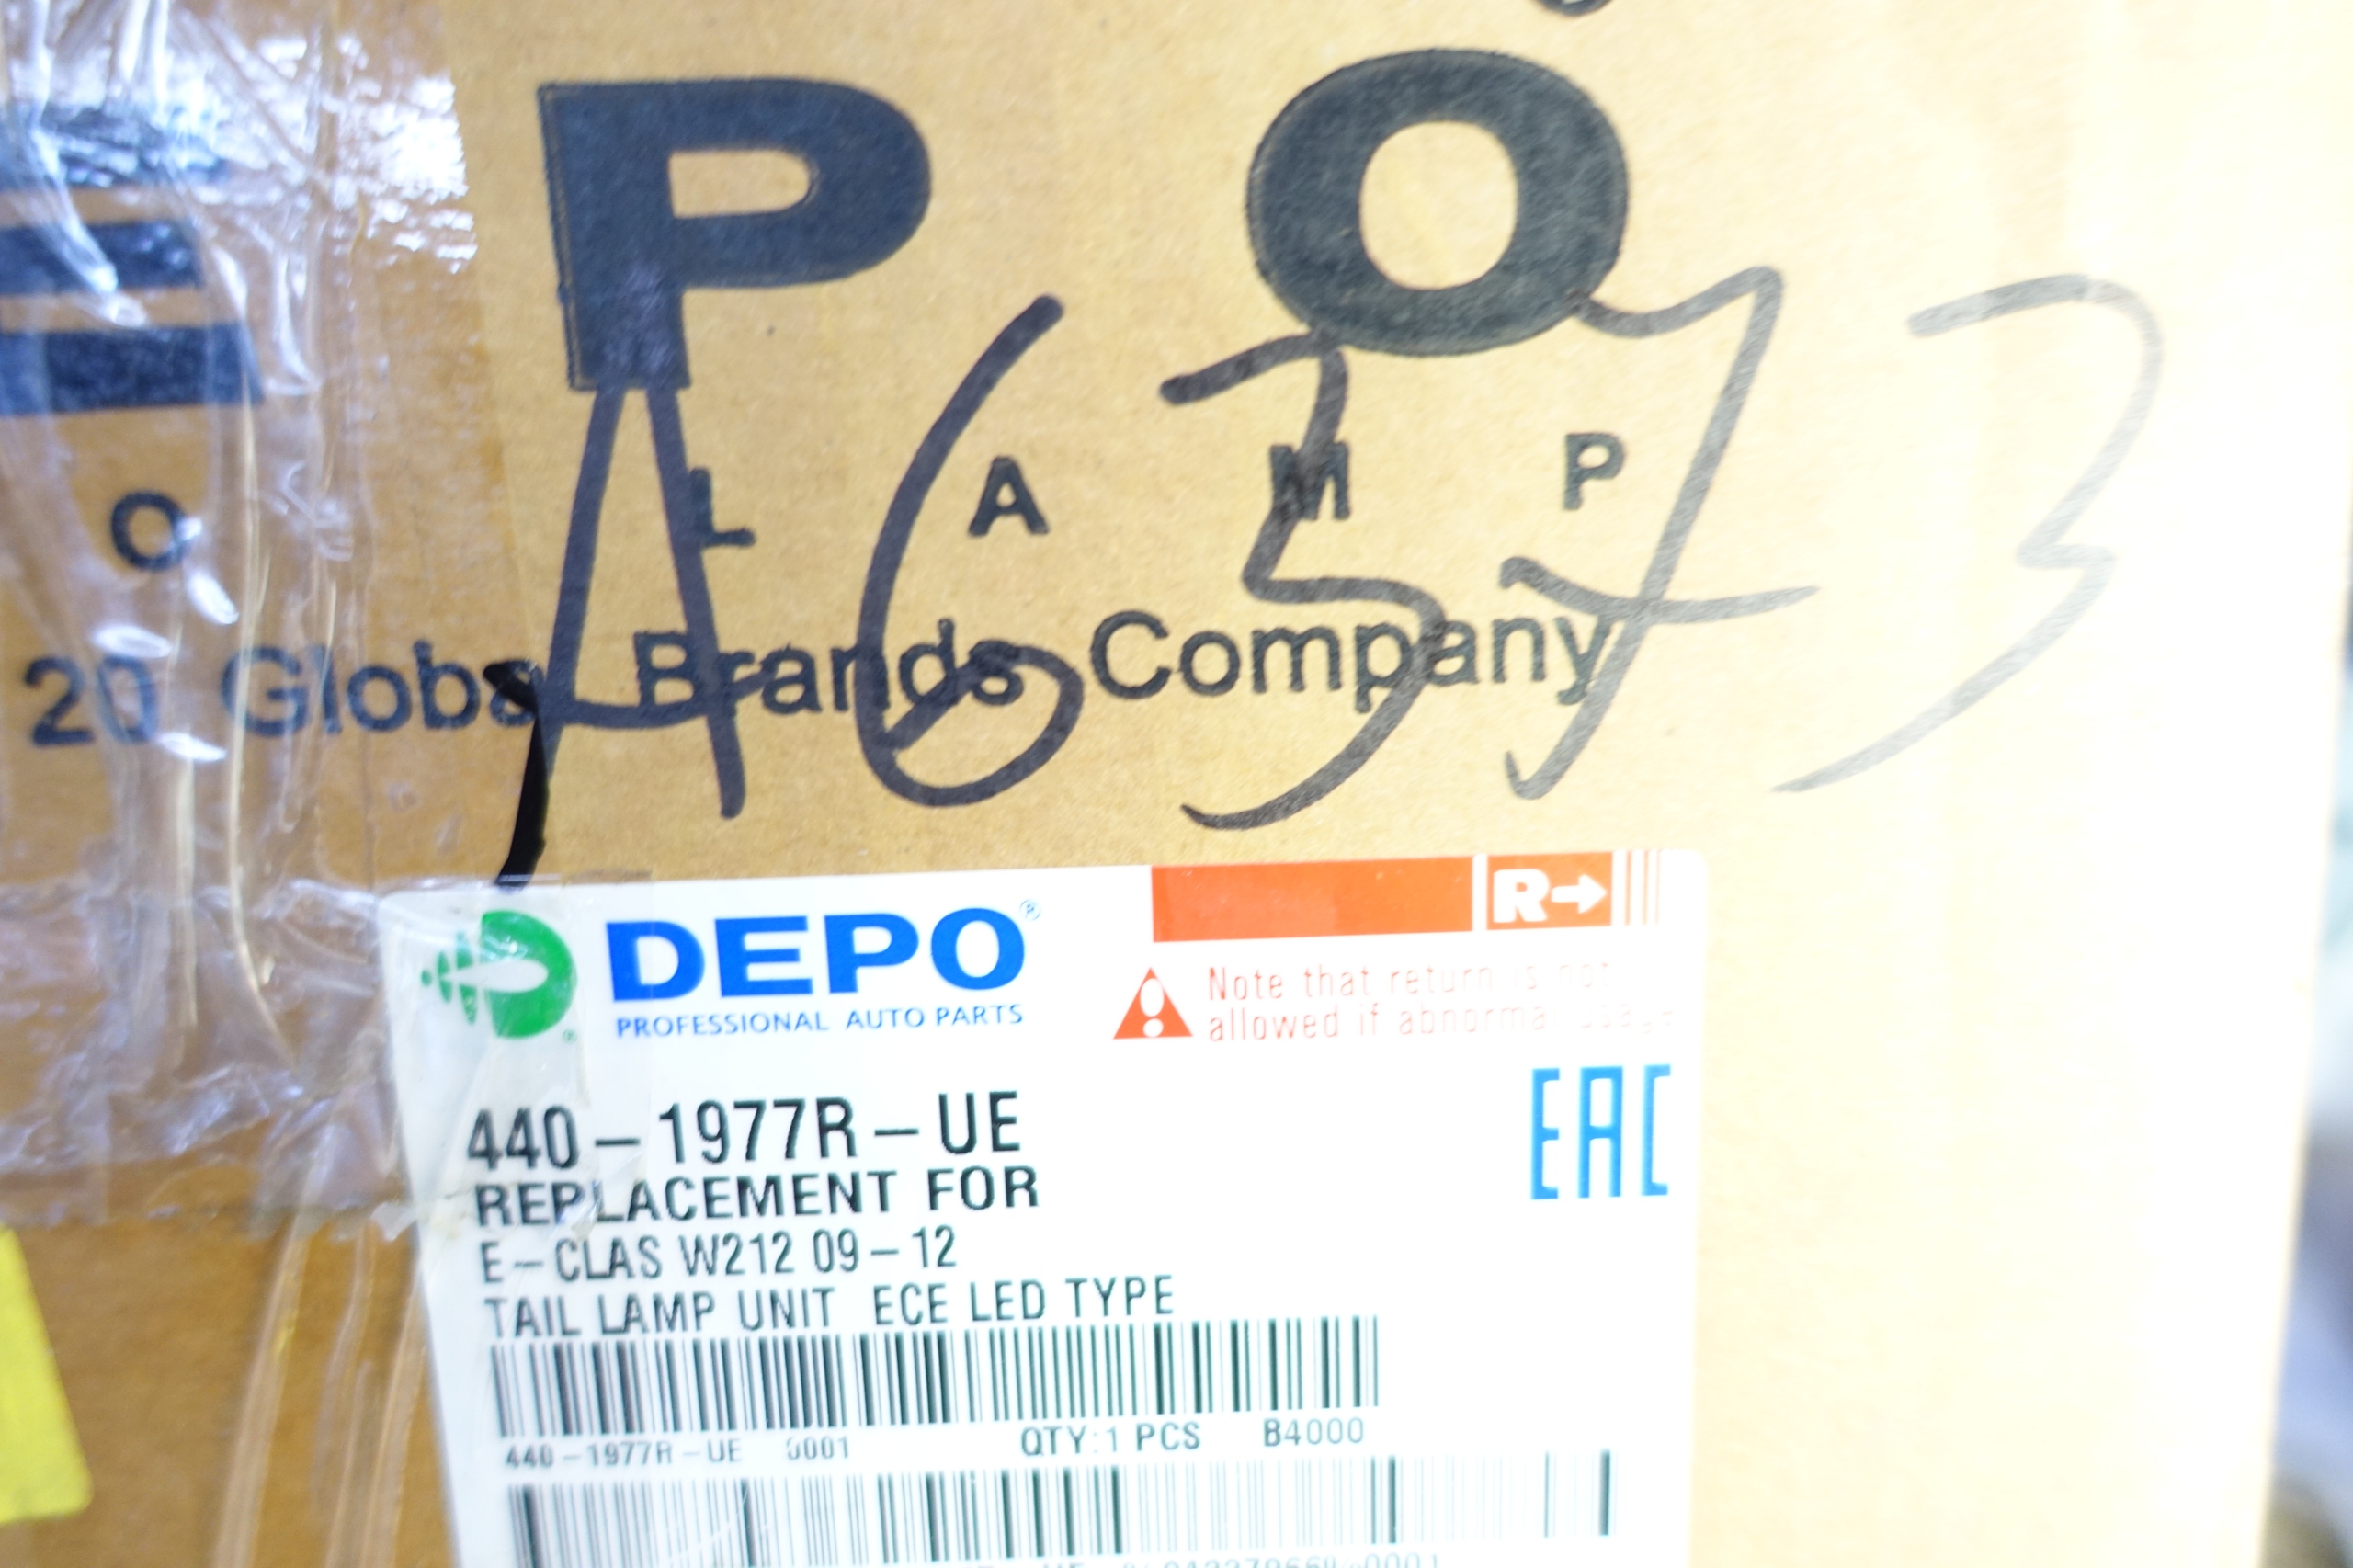 P O
O L A M P
A6373
20 Global Brands Company
DEPO®
R→
PROFESSIONAL AUTO PARTS
Note that return is not
allowed if abnormal usage
EAC
440-1977R-UE
REPLACEMENT FOR
E-CLAS W212 09-12
TAIL LAMP UNIT ECE LED TYPE
440-1977R-UE 0001 QTY:1 PCS B4000